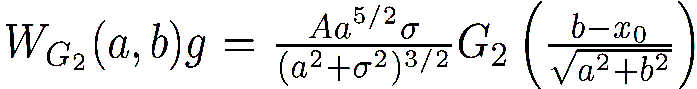 W_{G_2}(a,b)g = \frac{Aa^{5/2}\sigma}{(a^2+\sigma^2)^{3/2}} G_2 \left( \frac{b-x_0}{\sqrt{a^2+b^2}} \right)